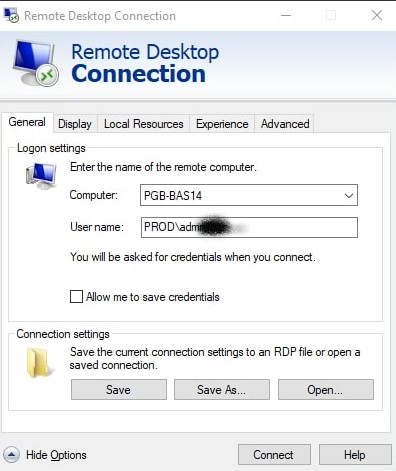 Remote Desktop Connection
Remote Desktop
Connection
General Display Local Resources Experience Advanced
Logon settings
Enter the name of the remote computer.
Computer: PGB-BAS14
User name: PROD\adm
You will be asked for credentials when you connect.
Allow me to save credentials
Connection settings
Save the current connection settings to an RDP file or open a
saved connection.
Save Save As... Open...
Hide Options Connect Help